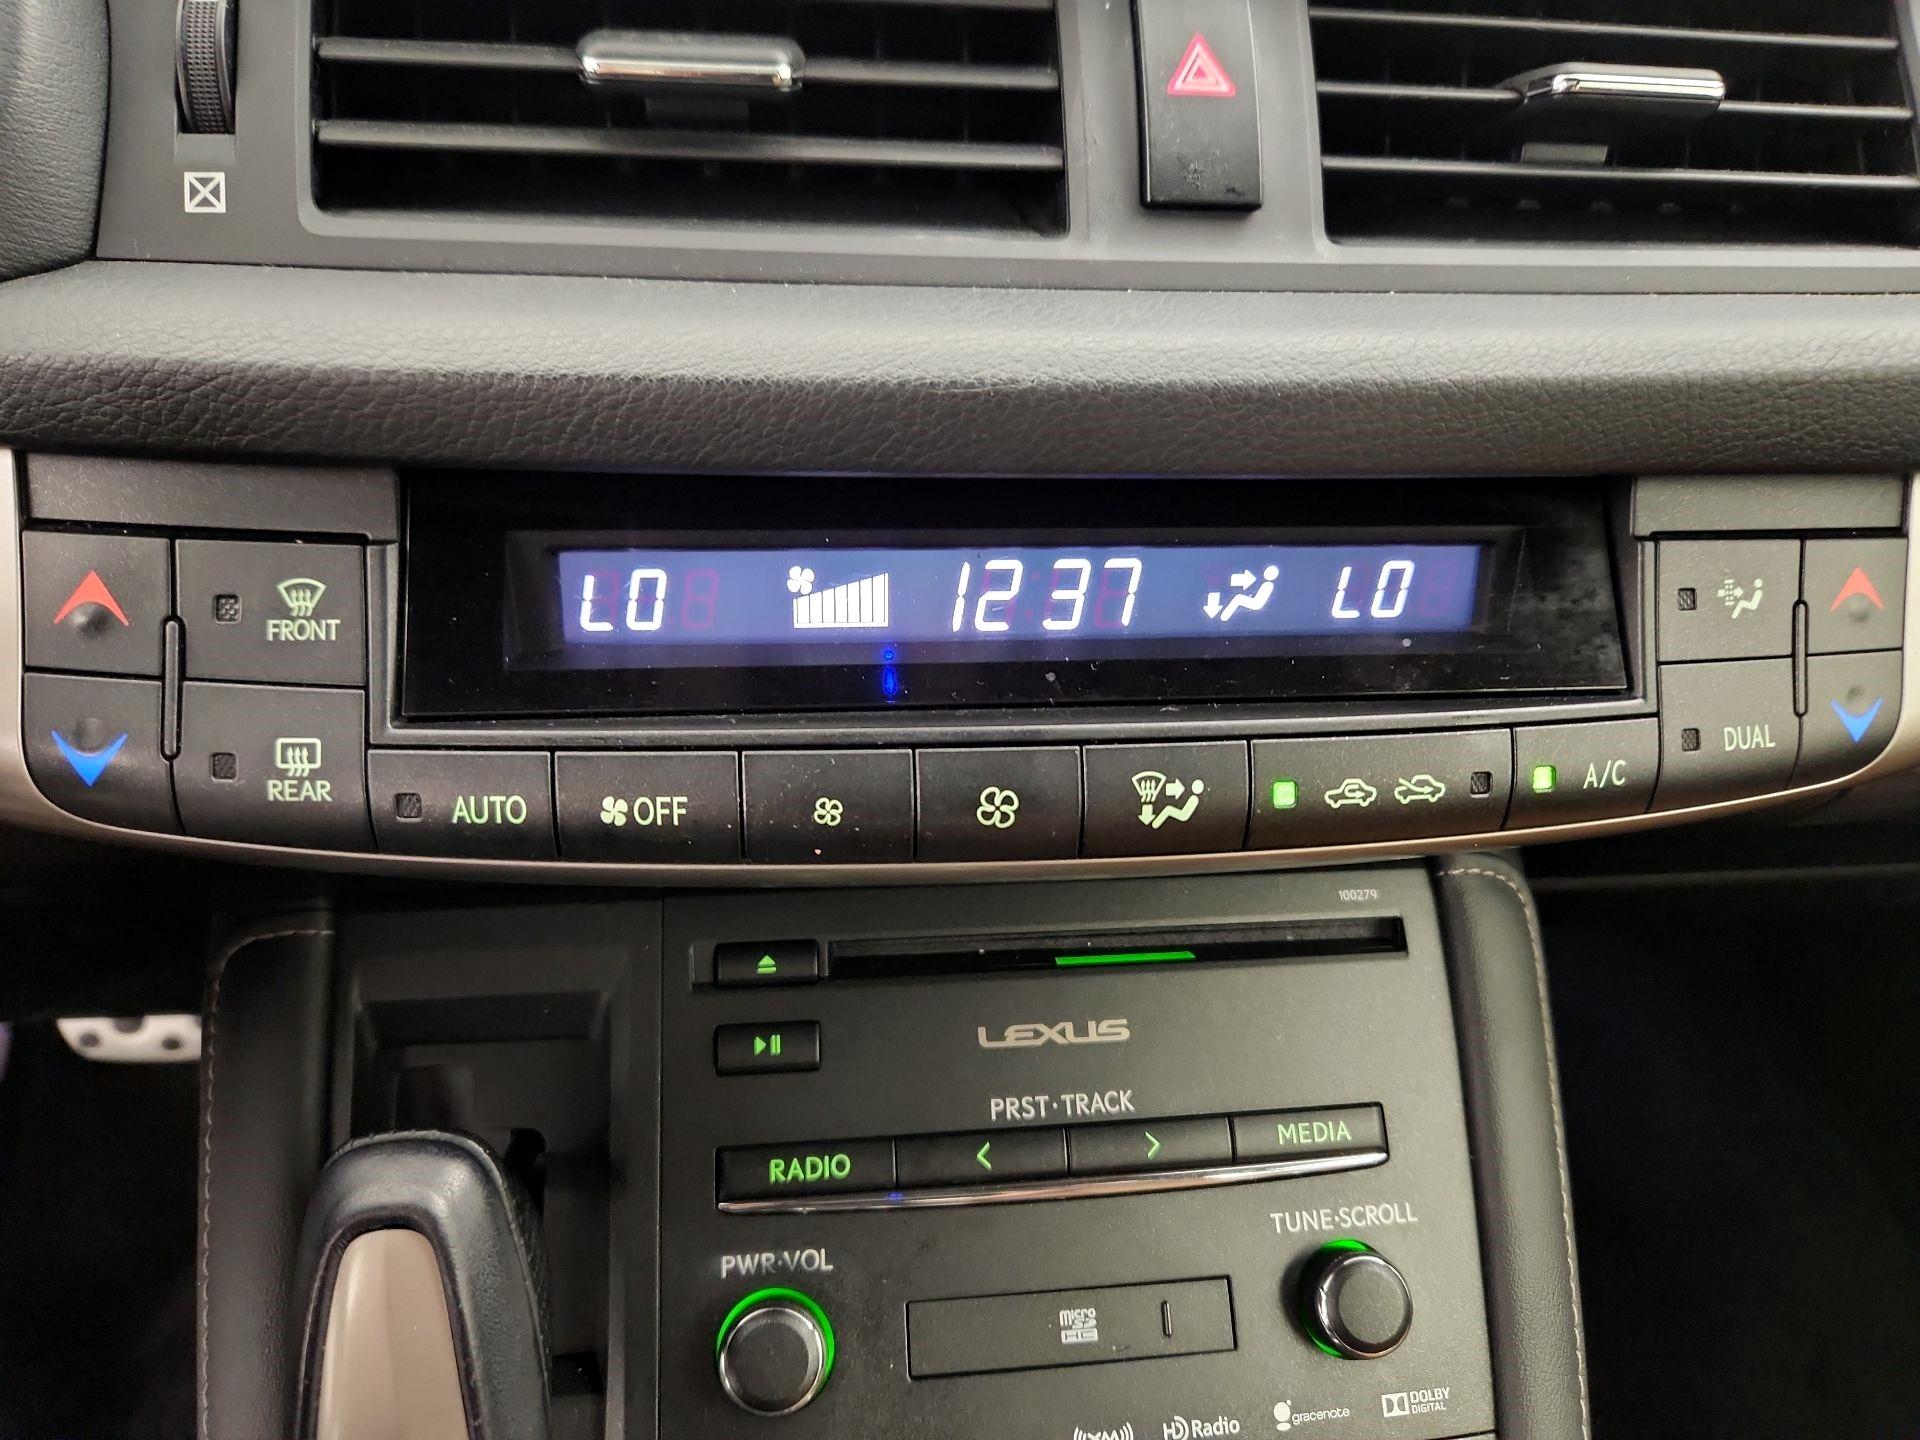 LO 12:37 LO
FRONT
REAR
AUTO
OFF
A/C
DUAL
100279
LEXUS
PRST·TRACK
RADIO < > MEDIA
PWR·VOL
TUNE·SCROLL
micro
SD
HC
((XM))
HD Radio
gracenote
DOLBY
DIGITAL